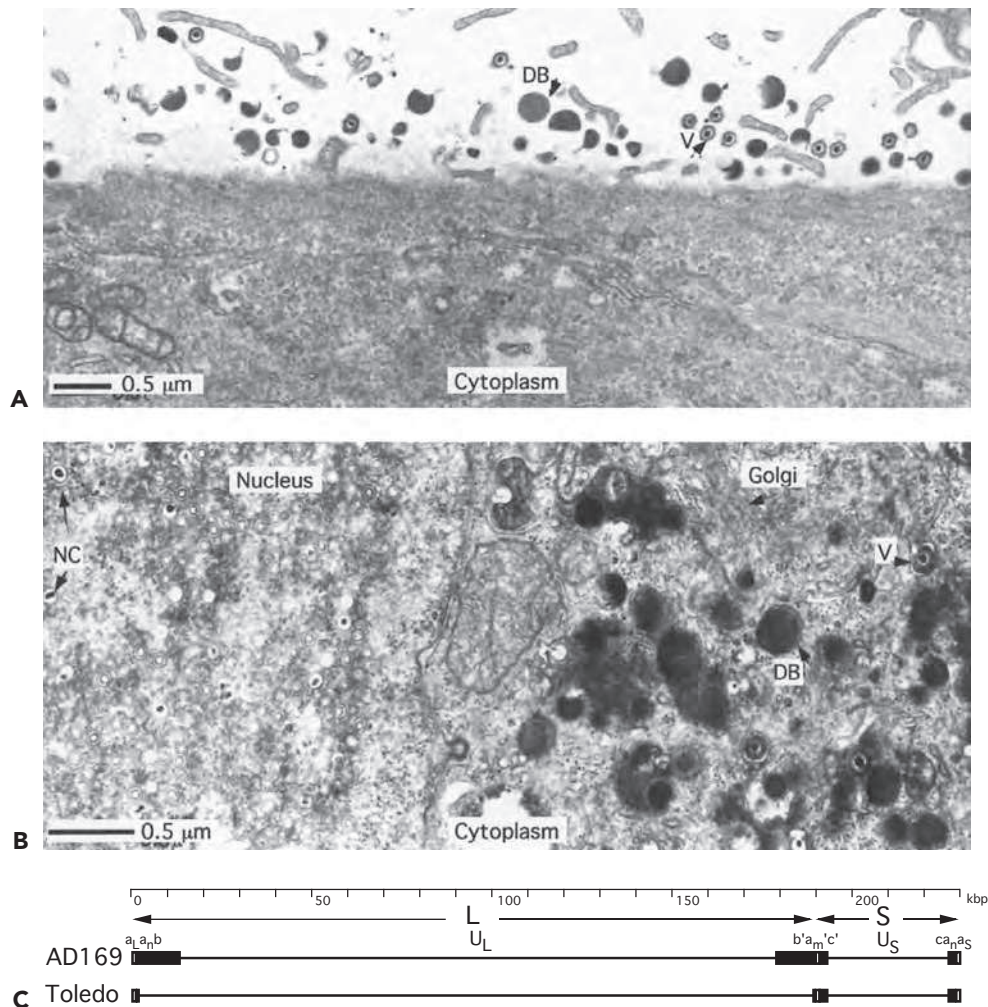 DB
V
0.5 μm
Cytoplasm
A
Nucleus
Golgi
NC
V
DB
0.5 μm
Cytoplasm
B
0 50 100 150 200 kbp
L S
aLanb UL b'am'c' US canaS
AD169
Toledo
C